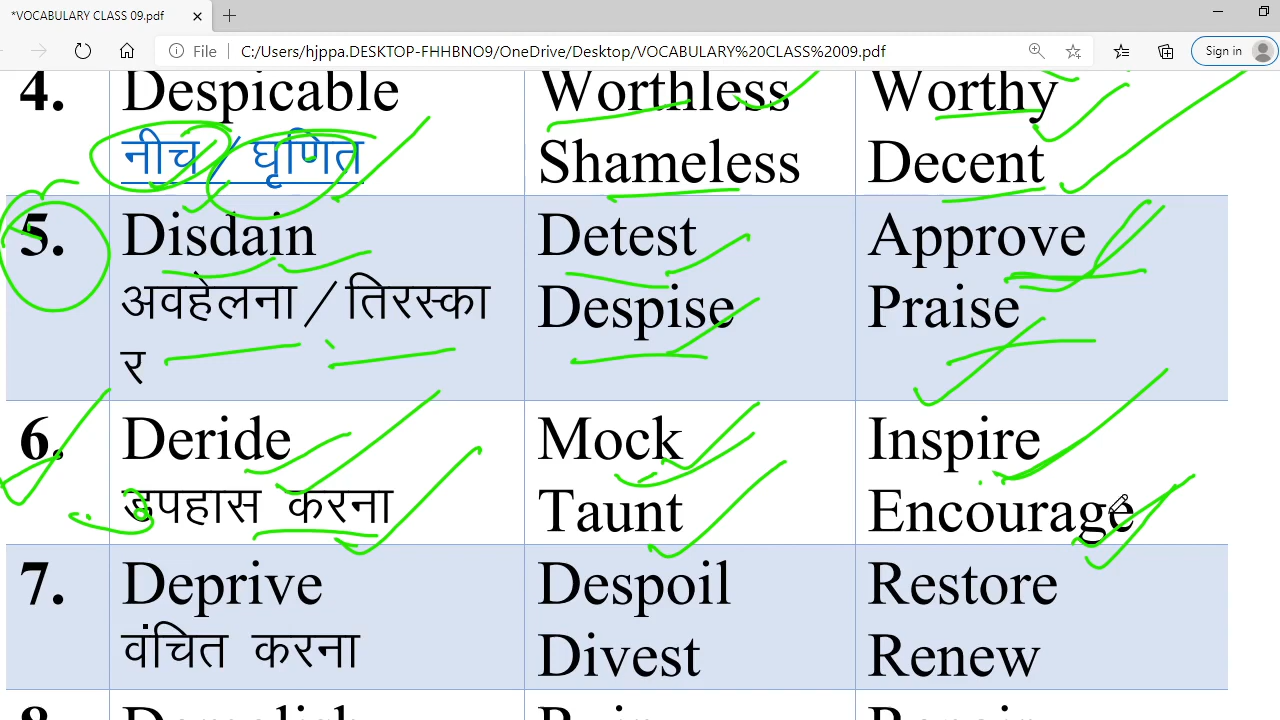 *VOCABULARY CLASS 09.pdf
File C:/Users/hjppa.DESKTOP-FHHBNO9/OneDrive/Desktop/VOCABULARY%20CLASS%2009.pdf Sign in
4. Despicable Worthless Worthy
नीच / घृणित Shameless Decent
5. Disdain Detest Approve
अवहेलना / तिरस्का Despise Praise
र
6. Deride Mock Inspire
उपहास करना Taunt Encourage
7. Deprive Despoil Restore
वंचित करना Divest Renew
8.